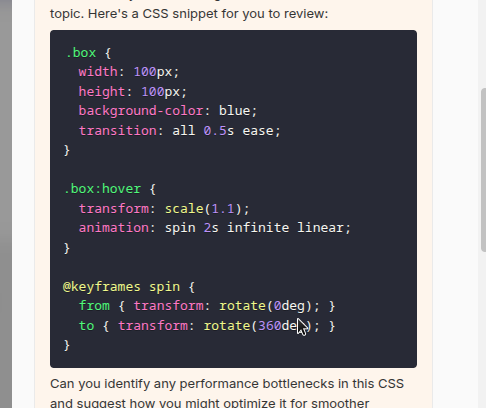 topic. Here's a CSS snippet for you to review:
.box {
  width: 100px;
  height: 100px;
  background-color: blue;
  transition: all 0.5s ease;
}
.box:hover {
  transform: scale(1.1);
  animation: spin 2s infinite linear;
}
@keyframes spin {
  from { transform: rotate(0deg); }
  to { transform: rotate(360deg); }
}
Can you identify any performance bottlenecks in this CSS
and suggest how you might optimize it for smoother